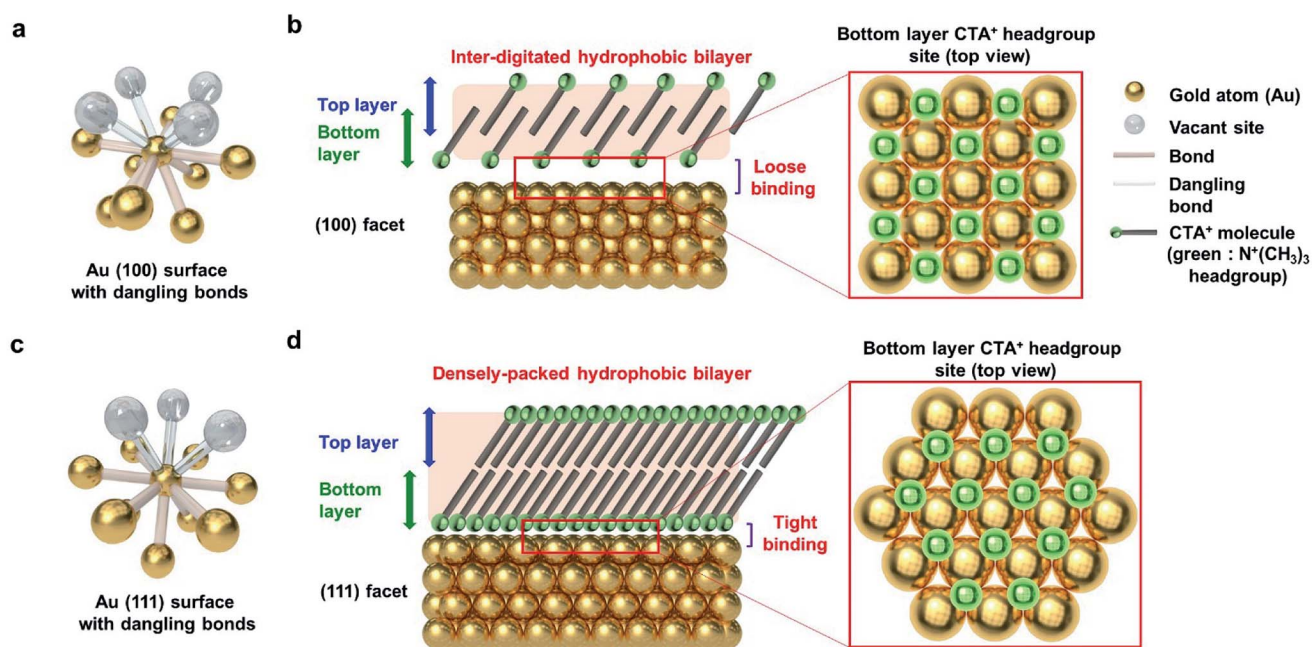 a
Au (100) surface
with dangling bonds
b
Inter-digitated hydrophobic bilayer
Top layer
Bottom
layer
(100) facet
Loose
binding
Bottom layer CTA⁺ headgroup
site (top view)
Gold atom (Au)
Vacant site
Bond
Dangling
bond
CTA⁺ molecule
(green : N⁺(CH₃)₃
headgroup)
c
Au (111) surface
with dangling bonds
d
Densely-packed hydrophobic bilayer
Top layer
Bottom
layer
(111) facet
Tight
binding
Bottom layer CTA⁺ headgroup
site (top view)